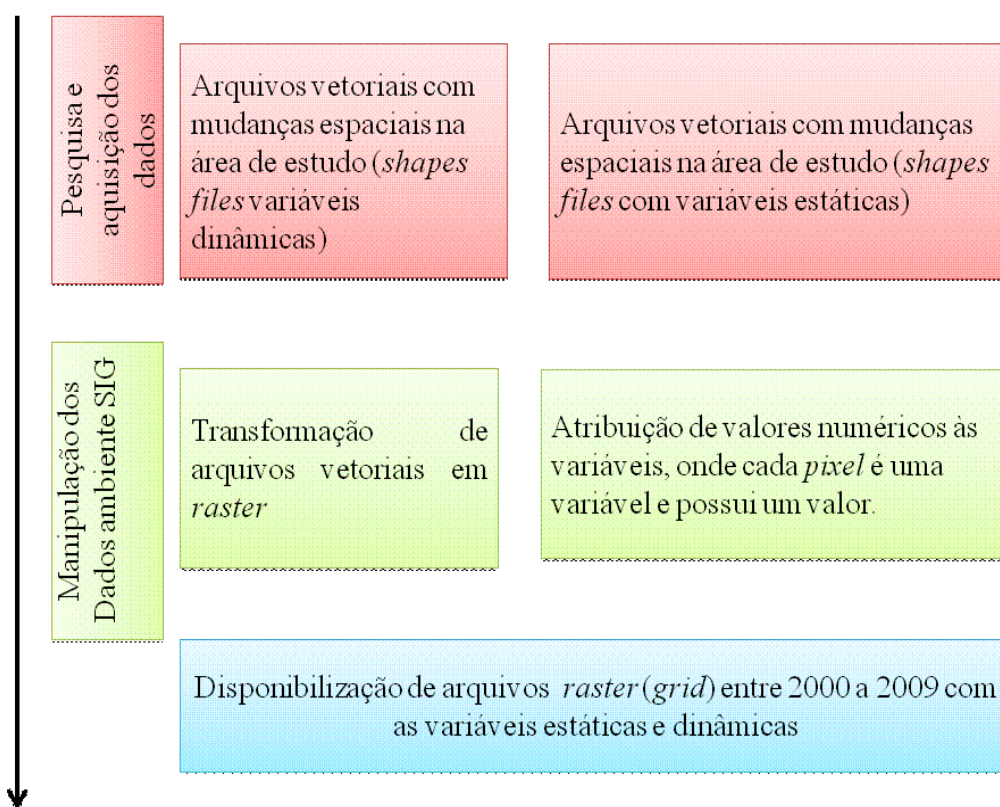 Pesquisa e
aquisição dos
dados
Arquivos vetoriais com
mudanças espaciais na
área de estudo (shapes
files variáveis
dinâmicas)
Arquivos vetoriais com mudanças
espaciais na área de estudo (shapes
files com variáveis estáticas)
Manipulação dos
Dados ambiente SIG
Transformação de
arquivos vetoriais em
raster
Atribuição de valores numéricos às
variáveis, onde cada pixel é uma
variável e possui um valor.
Disponibilização de arquivos raster (grid) entre 2000 a 2009 com
as variáveis estáticas e dinâmicas